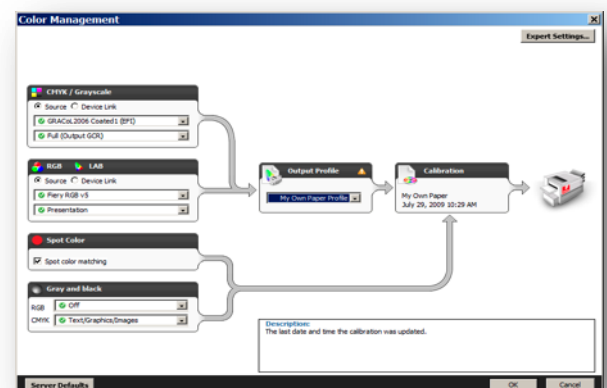 Color Management
Expert Settings...
CMYK / Grayscale
Source Device Link
GRACoL2006 Coated1 (EFI)
Full (Output GCR)
RGB LAB
Source Device Link
Fiery RGB v5
Presentation
Output Profile
My Own Paper Profile
Calibration
My Own Paper
July 29, 2009 10:29 AM
Spot Color
Spot color matching
Gray and black
RGB Off
CMYK Text/Graphics/Images
Description:
The last date and time the calibration was updated.
Server Defaults
OK Cancel